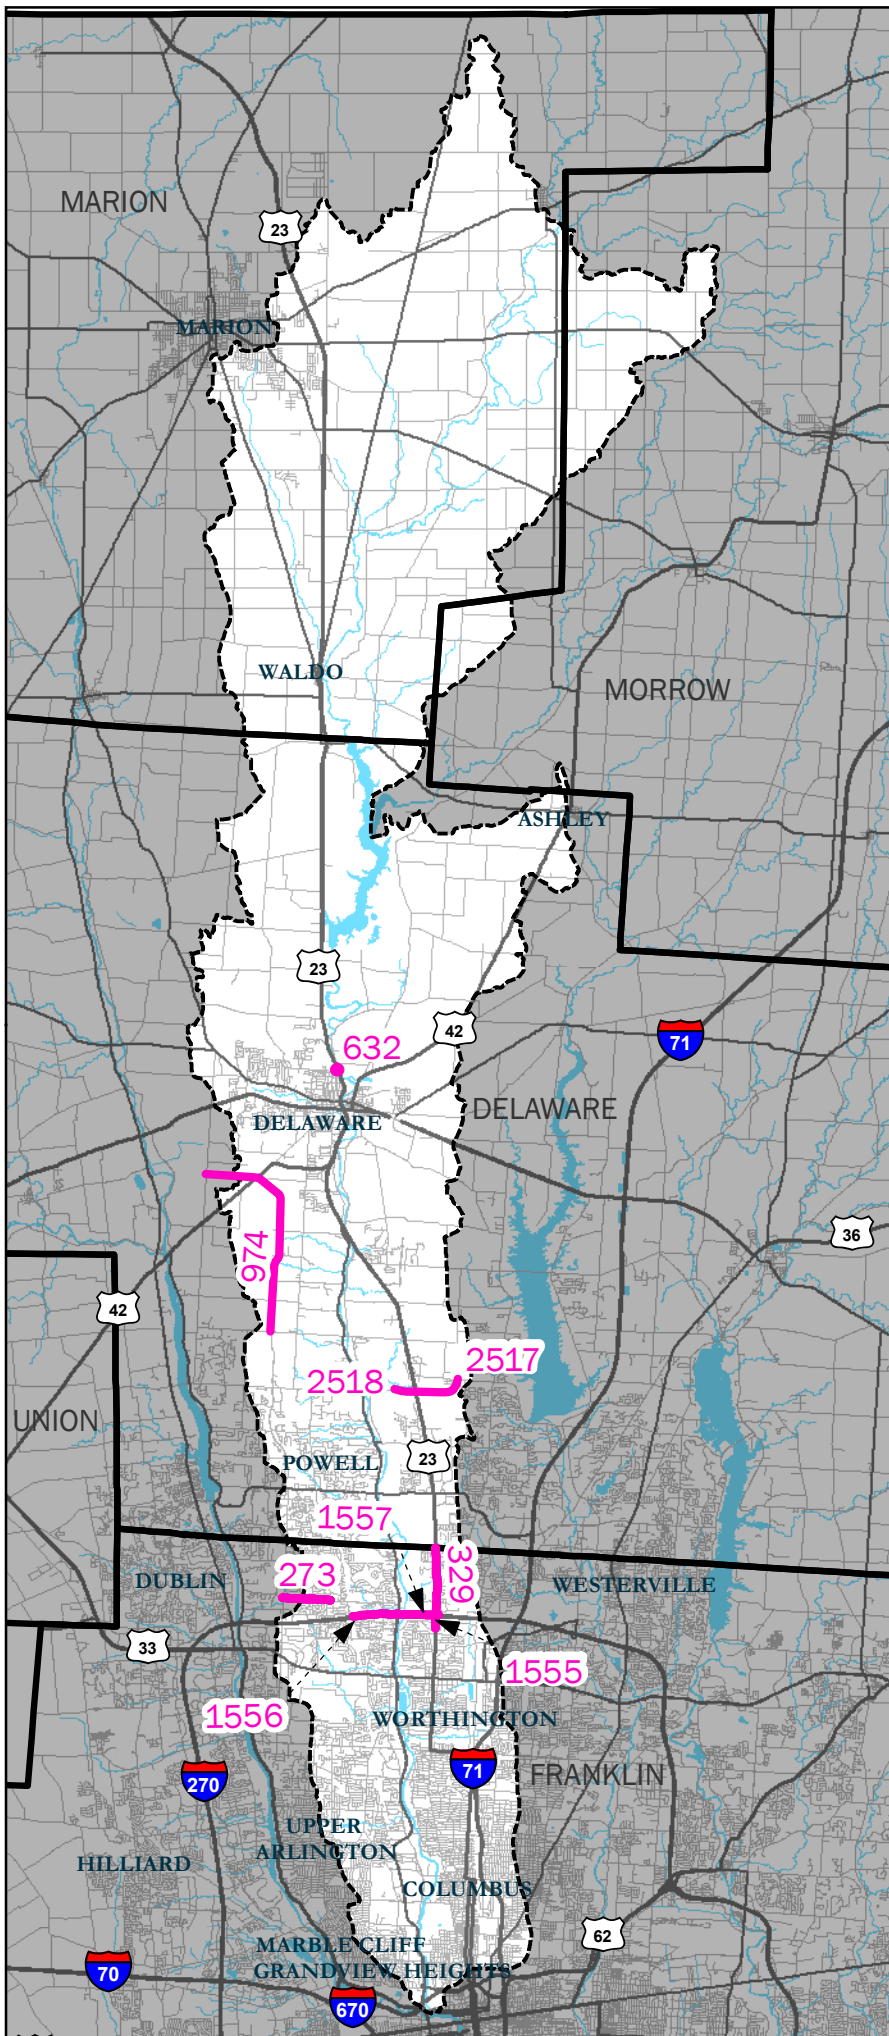 MARION
23
MARION
WALDO
MORROW
ASHLEY
23
42
71
632
DELAWARE
DELAWARE
36
974
42
2517
2518
UNION
23
POWELL
1557
329
273
DUBLIN
WESTERVILLE
33
1555
1556
WORTHINGTON
71
FRANKLIN
270
UPPER
ARLINGTON
HILLIARD
COLUMBUS
62
MARBLE CLIFF
GRANDVIEW HEIGHTS
70
670